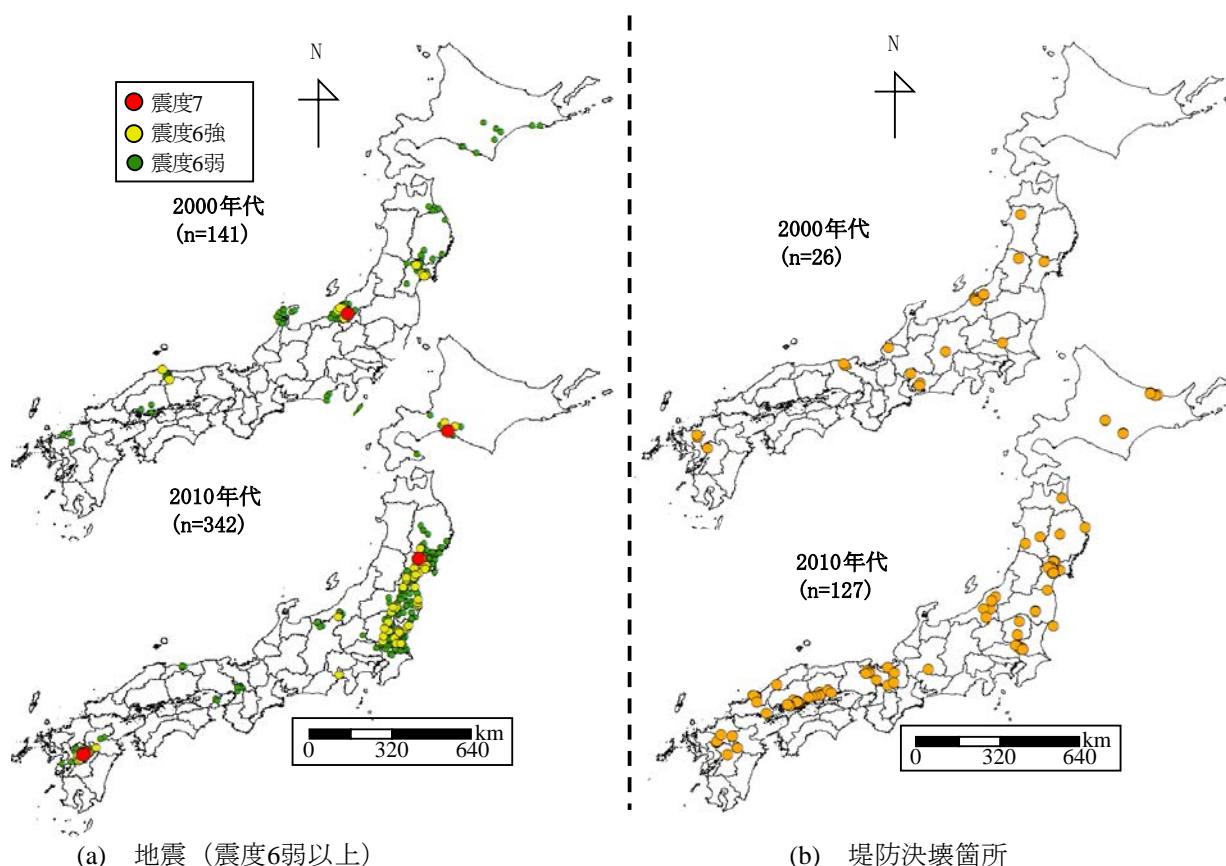 N
震度7
震度6強
震度6弱
2000年代
(n=141)
2010年代
(n=342)
km
0 320 640
(a) 地震（震度6弱以上）
N
2000年代
(n=26)
2010年代
(n=127)
km
0 320 640
(b) 堤防決壊箇所